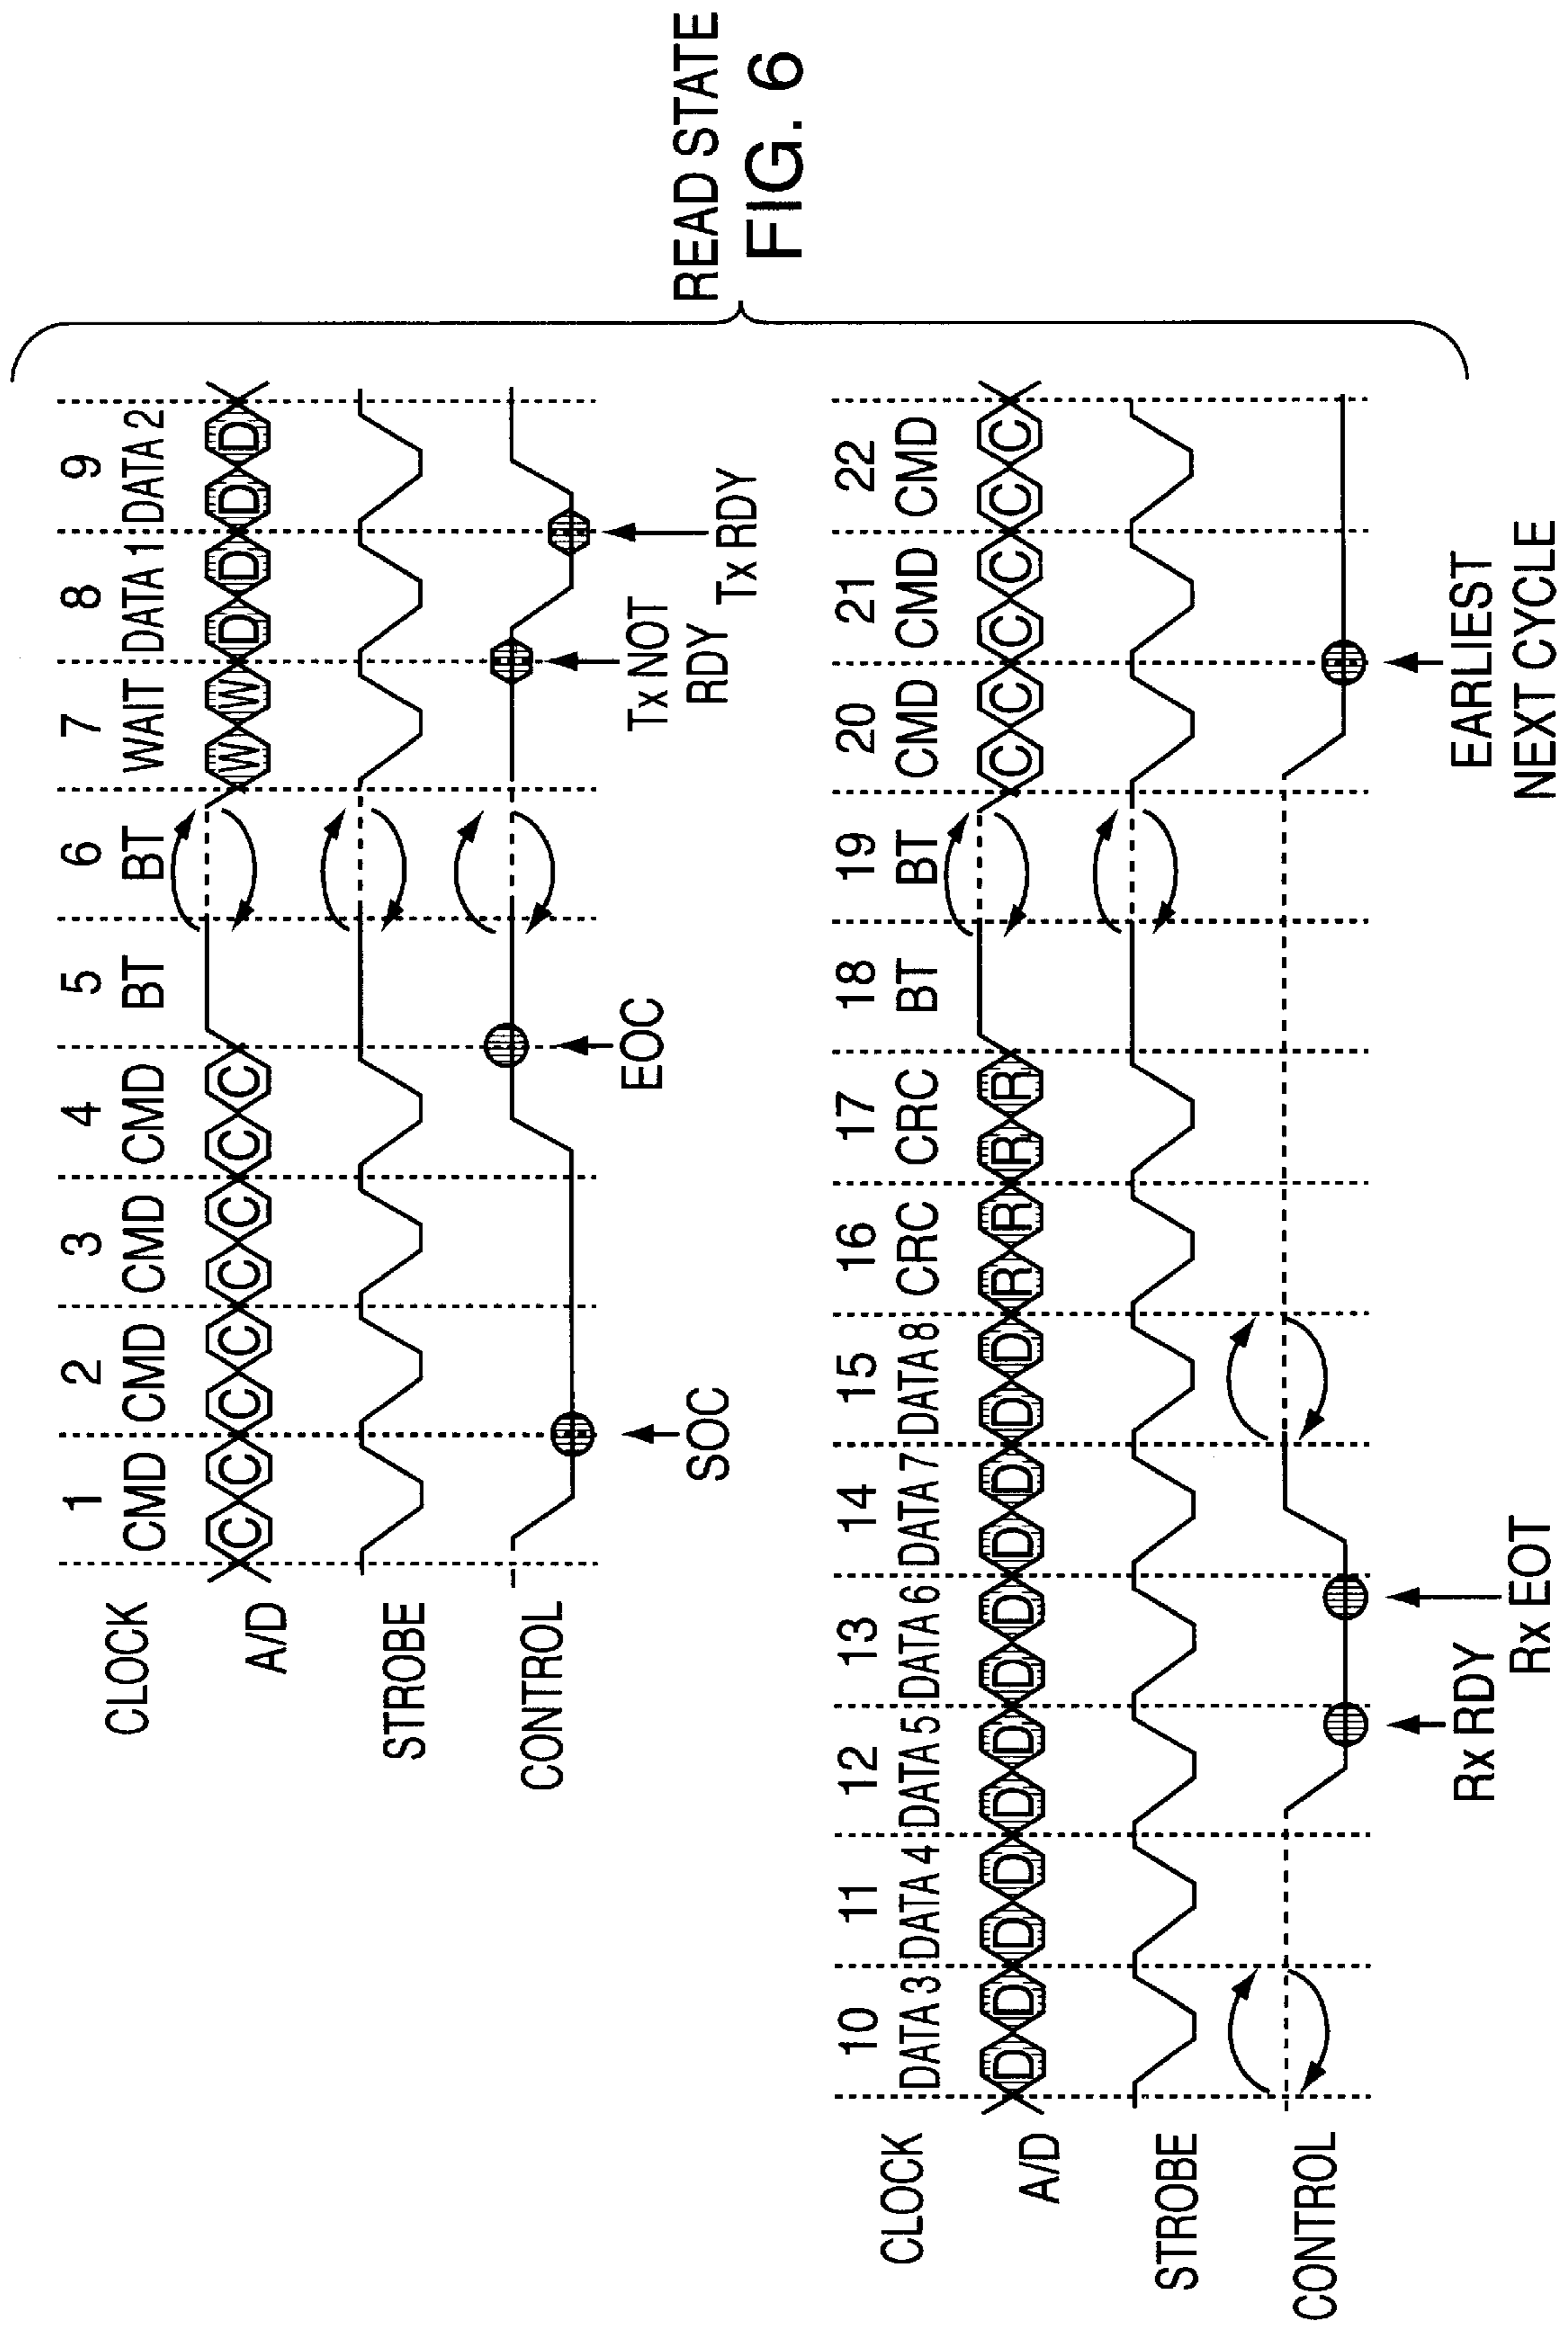 CLOCK 1 2 3 4 5 6 7 8 9
CMD CMD CMD CMD BT BT WAIT DATA 1 DATA 2
A/D C C C C C C C C W W D D D D
STROBE
CONTROL
SOC EOC Tx NOT RDY Tx RDY
CLOCK 10 11 12 13 14 15 16 17 18 19 20 21 22
DATA 3 DATA 4 DATA 5 DATA 6 DATA 7 DATA 8 CRC CRC BT BT CMD CMD CMD
A/D D D D D D D D D D D D D R R R R C C C C C C
STROBE
CONTROL
Rx RDY Rx EOT EARLIEST
NEXT CYCLE
READ STATE
FIG. 6